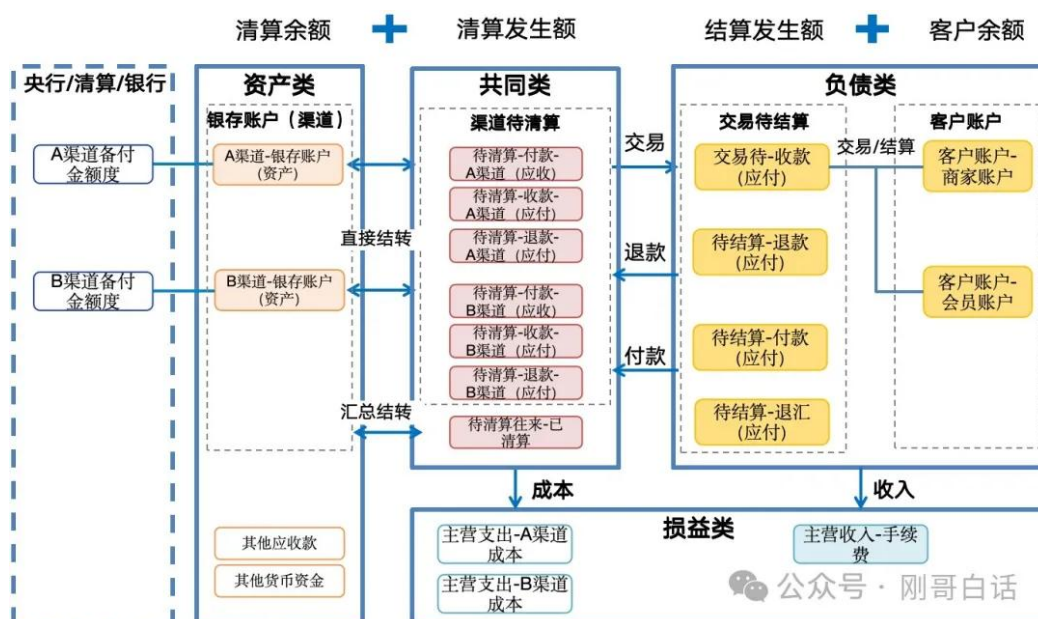 清算余额
清算发生额
结算发生额
客户余额
央行/清算/银行
A渠道备付
金额度
B渠道备付
金额度
资产类
银存账户（渠道）
A渠道-银存账户
(资产)
B渠道-银存账户
(资产)
其他应收款
其他货币资金
直接结转
汇总结转
共同类
渠道待清算
待清算-付款-
A渠道（应收）
待清算-收款-
A渠道（应付）
待清算-退款-
A渠道（应付）
待清算-付款-
B渠道（应收）
待清算-收款-
B渠道（应付）
待清算-退款-
B渠道（应付）
待清算往来-已
清算
交易
退款
付款
负债类
交易待结算
交易待-收款
(应付)
待结算-退款
(应付)
待结算-付款
(应付)
待结算-退汇
(应付)
交易/结算
客户账户
客户账户-
商家账户
客户账户-
会员账户
成本
收入
损益类
主营支出-A渠道
成本
主营支出-B渠道
成本
主营收入-手续
费
公众号 · 刚哥白话